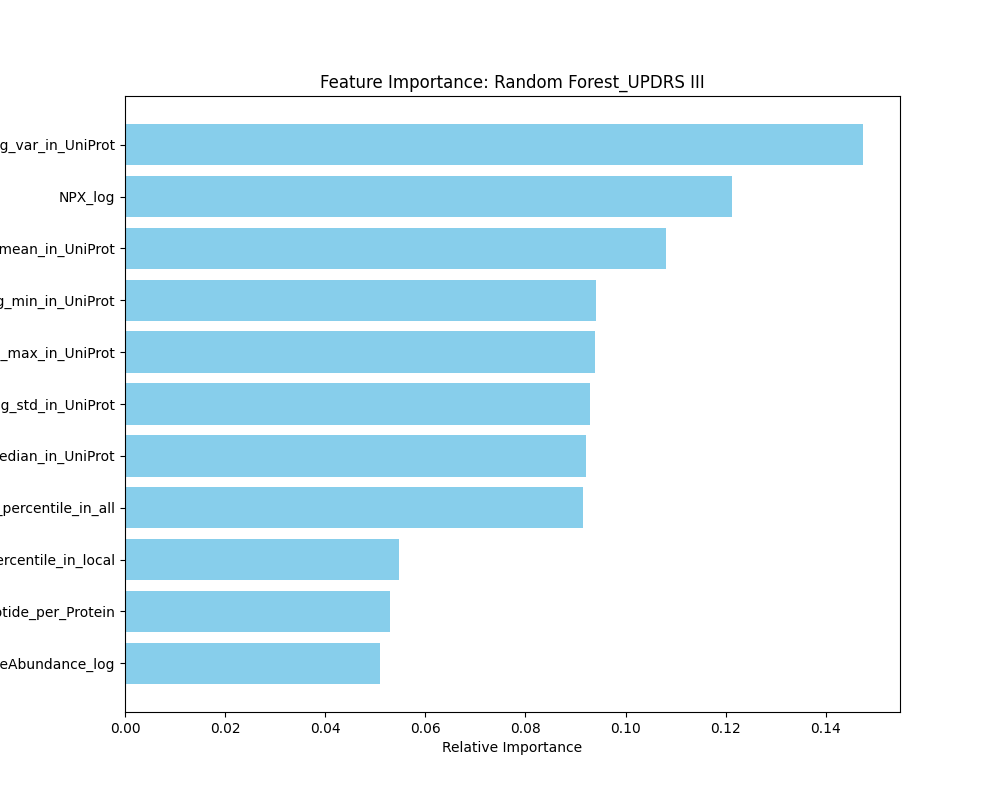 Feature Importance: Random Forest_UPDRS III
g_var_in_UniProt
NPX_log
mean_in_UniProt
g_min_in_UniProt
_max_in_UniProt
g_std_in_UniProt
edian_in_UniProt
_percentile_in_all
ercentile_in_local
otide_per_Protein
eAbundance_log
0.00 0.02 0.04 0.06 0.08 0.10 0.12 0.14
Relative Importance